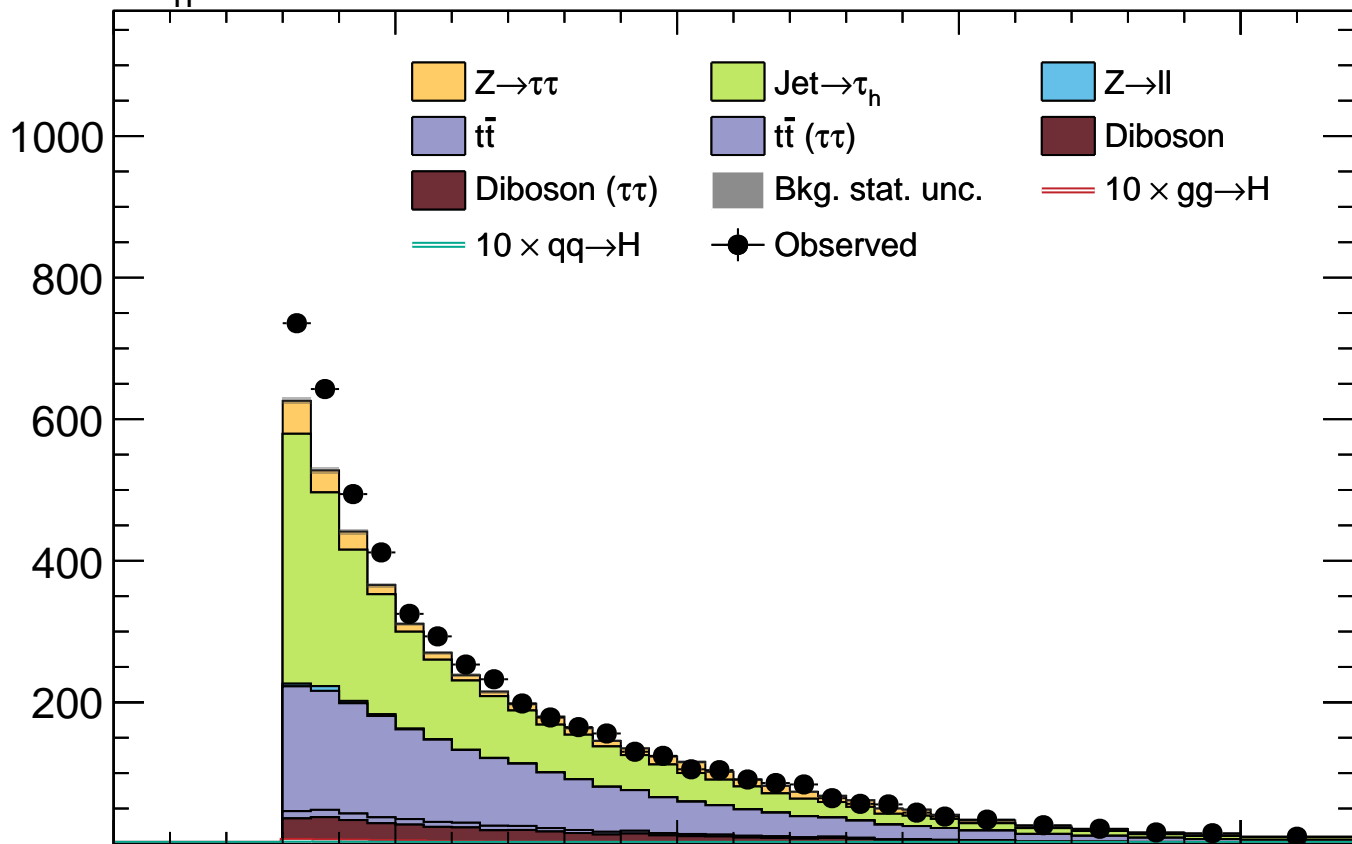 Z→ττ Jet→τₕ Z→ll
1000
tt̄ tt̄ (ττ) Diboson
Diboson (ττ) Bkg. stat. unc. 10 × gg→H
10 × qq→H Observed
800
600
400
200